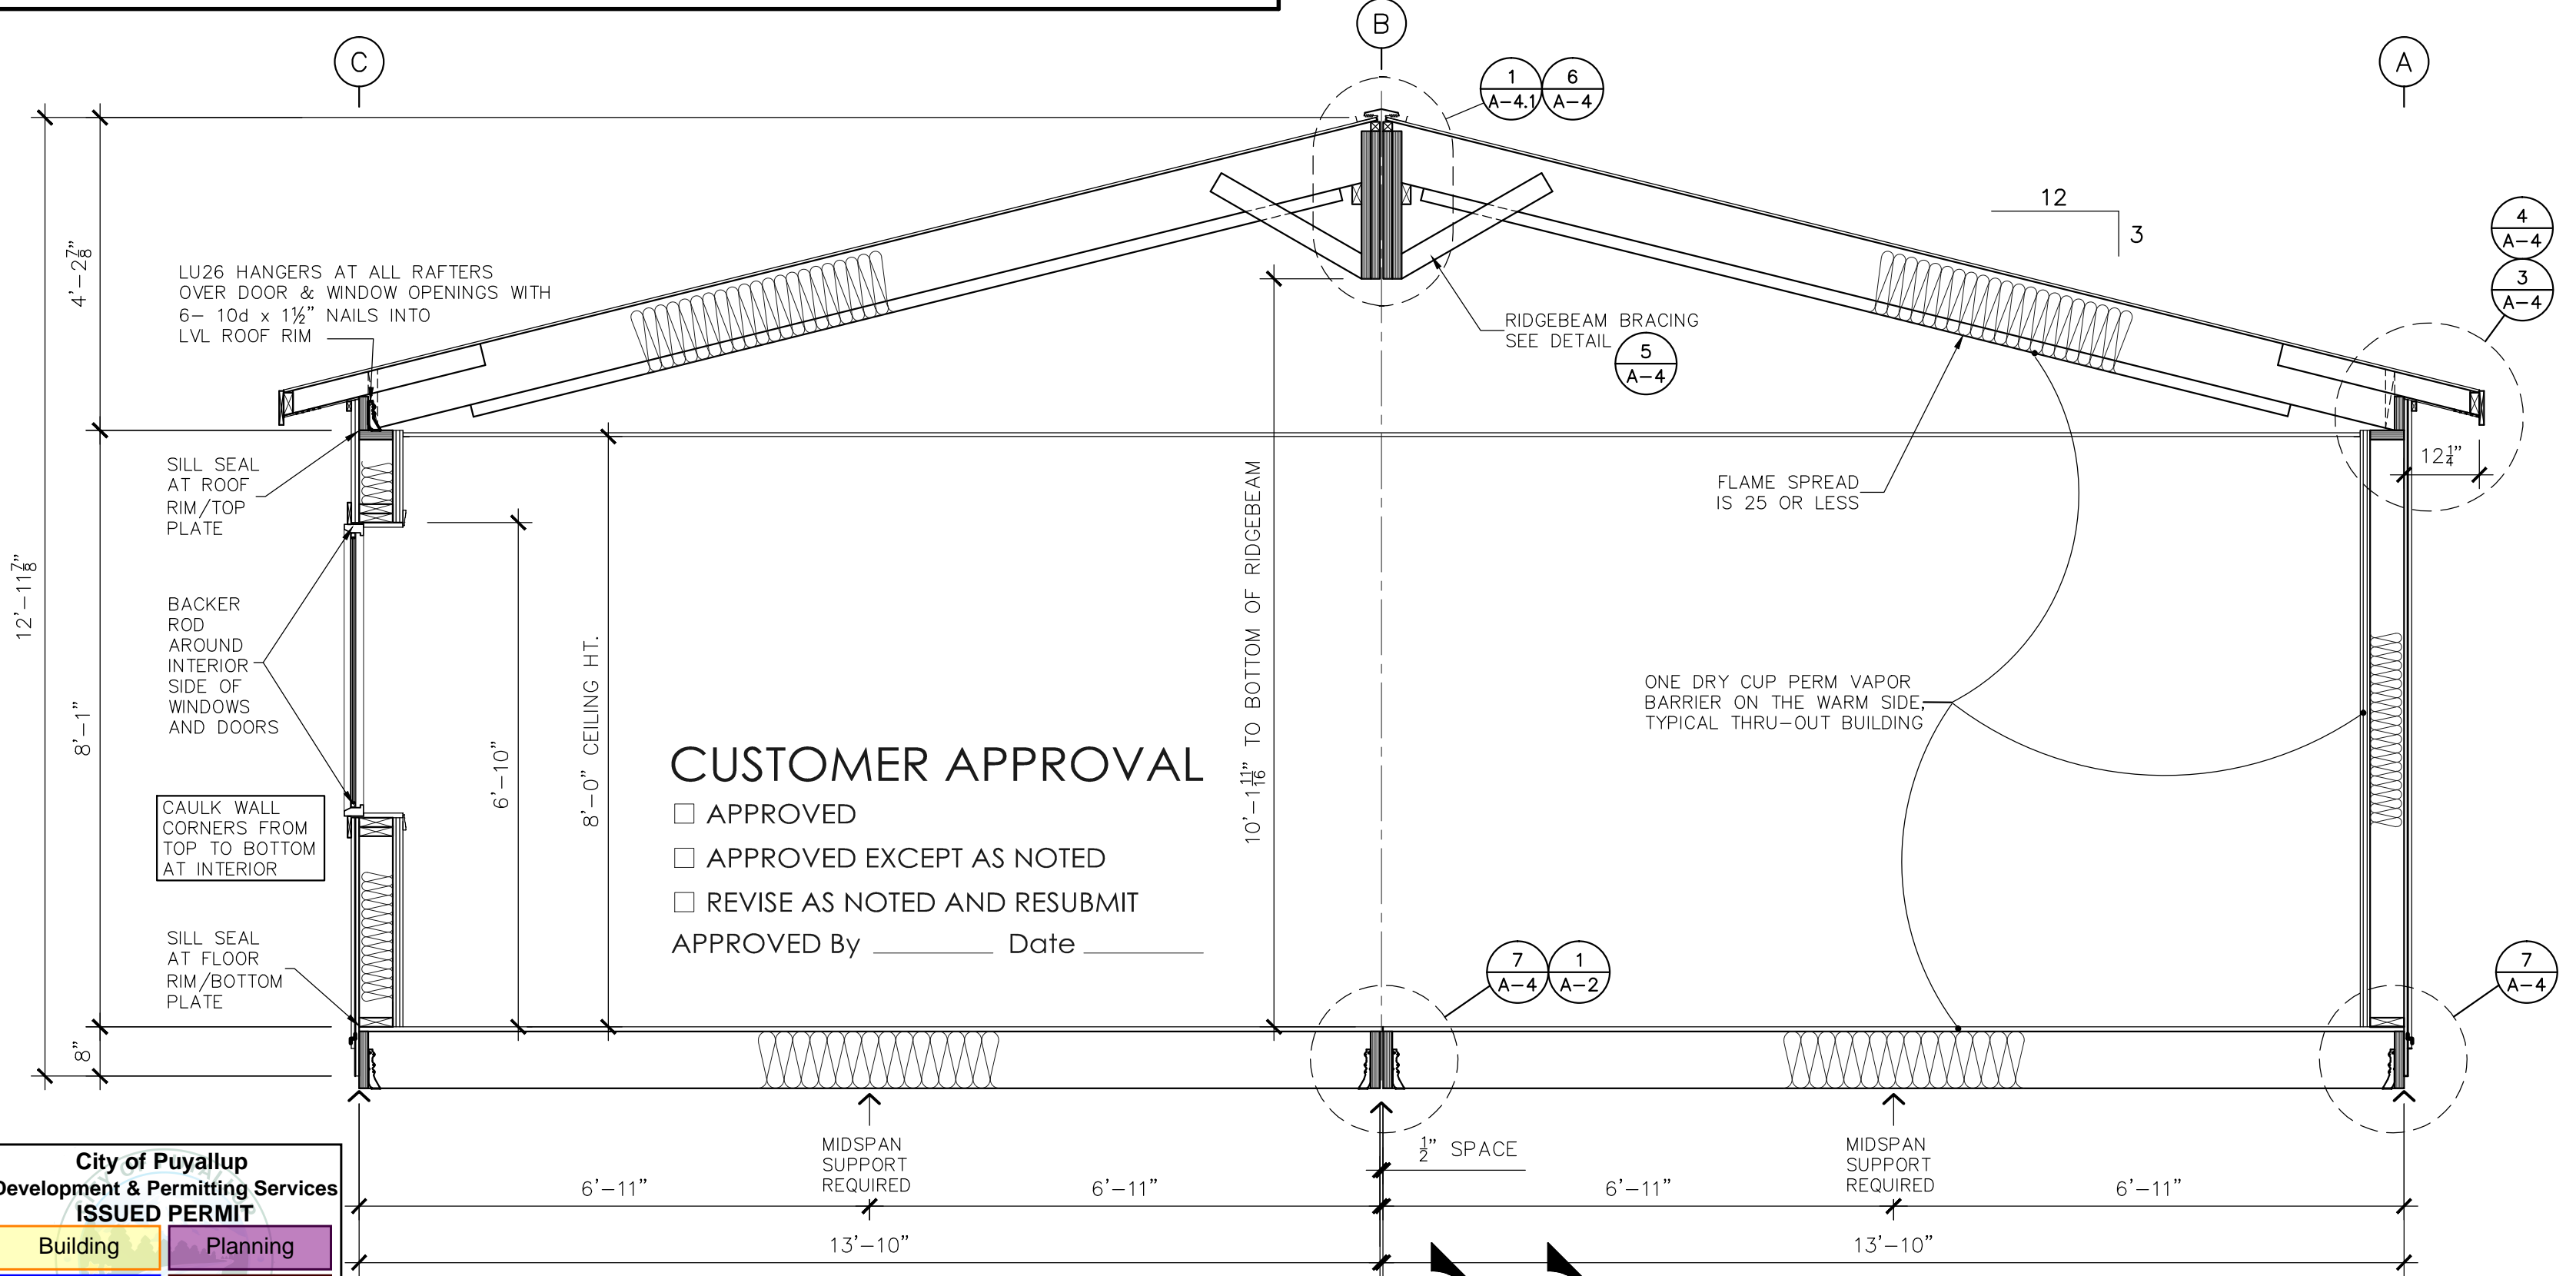 C
B
A
1
A-4.1
6
A-4
12
3
4
A-4
3
A-4
4'-2⅞"
12'-11⅞"
8'-1"
8"
LU26 HANGERS AT ALL RAFTERS
OVER DOOR & WINDOW OPENINGS WITH
6- 10d x 1½" NAILS INTO
LVL ROOF RIM
RIDGEBEAM BRACING
SEE DETAIL
5
A-4
SILL SEAL
AT ROOF
RIM/TOP
PLATE
12¼"
FLAME SPREAD
IS 25 OR LESS
BACKER
ROD
AROUND
INTERIOR
SIDE OF
WINDOWS
AND DOORS
6'-10"
8'-0" CEILING HT.
10'-1 11/16" TO BOTTOM OF RIDGEBEAM
ONE DRY CUP PERM VAPOR
BARRIER ON THE WARM SIDE,
TYPICAL THRU-OUT BUILDING
CUSTOMER APPROVAL
☐ APPROVED
☐ APPROVED EXCEPT AS NOTED
☐ REVISE AS NOTED AND RESUBMIT
APPROVED By ________ Date ________
CAULK WALL
CORNERS FROM
TOP TO BOTTOM
AT INTERIOR
SILL SEAL
AT FLOOR
RIM/BOTTOM
PLATE
7
A-4
1
A-2
7
A-4
MIDSPAN
SUPPORT
REQUIRED
½" SPACE
MIDSPAN
SUPPORT
REQUIRED
6'-11"
6'-11"
6'-11"
6'-11"
13'-10"
13'-10"
City of Puyallup
Development & Permitting Services
ISSUED PERMIT
Building
Planning